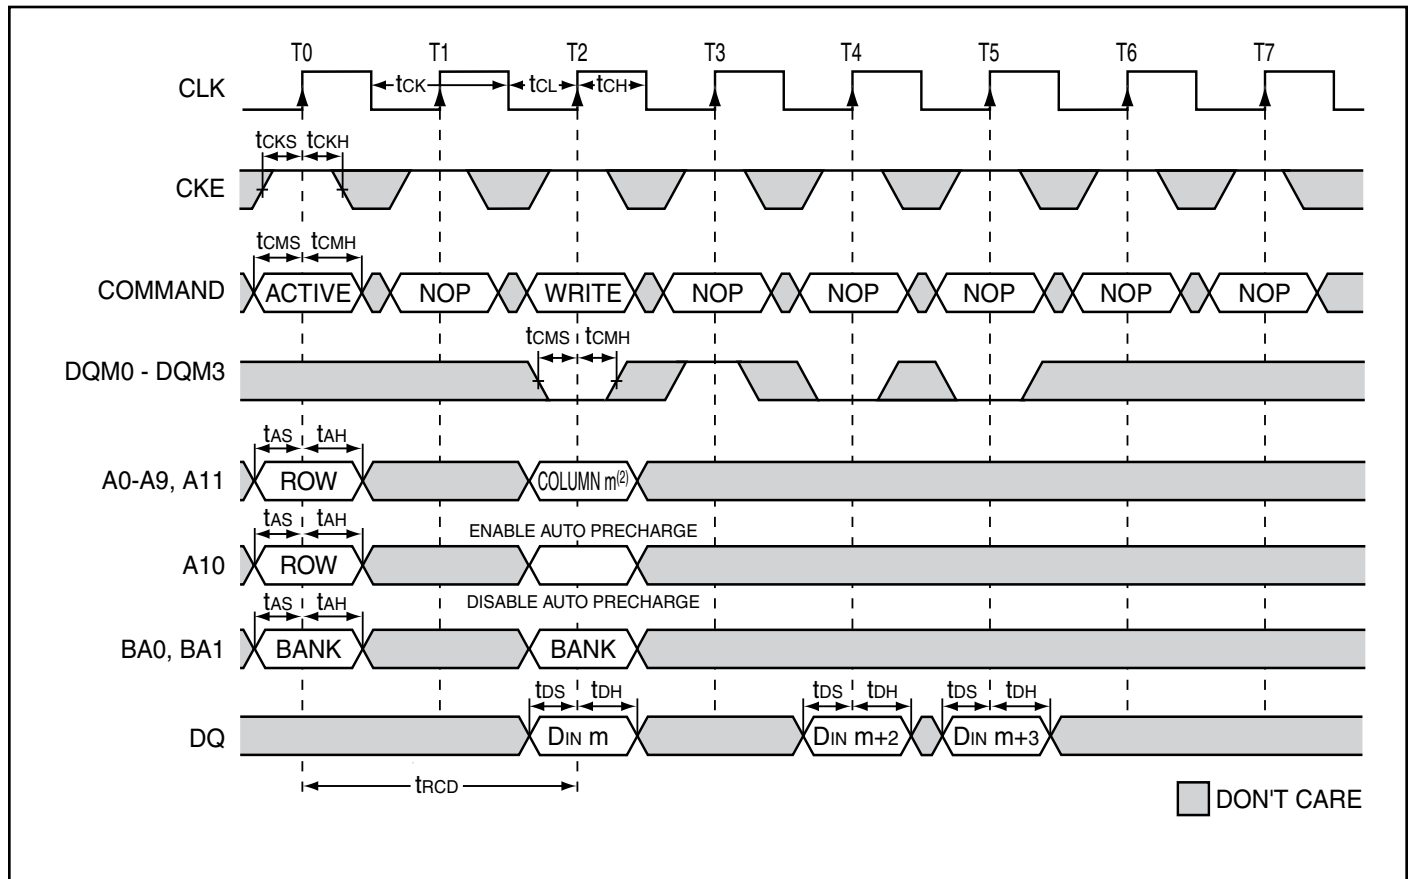 T0 T1 T2 T3 T4 T5 T6 T7
CLK tCK tCL tCH
tCKS tCKH
CKE
tCMS tCMH
COMMAND ACTIVE NOP WRITE NOP NOP NOP NOP NOP
tCMS tCMH
DQM0 - DQM3
tAS tAH
A0-A9, A11 ROW COLUMN m(2)
tAS tAH ENABLE AUTO PRECHARGE
A10 ROW
tAS tAH DISABLE AUTO PRECHARGE
BA0, BA1 BANK BANK
tDS tDH tDS tDH tDS tDH
DQ DIN m DIN m+2 DIN m+3
tRCD
DON'T CARE